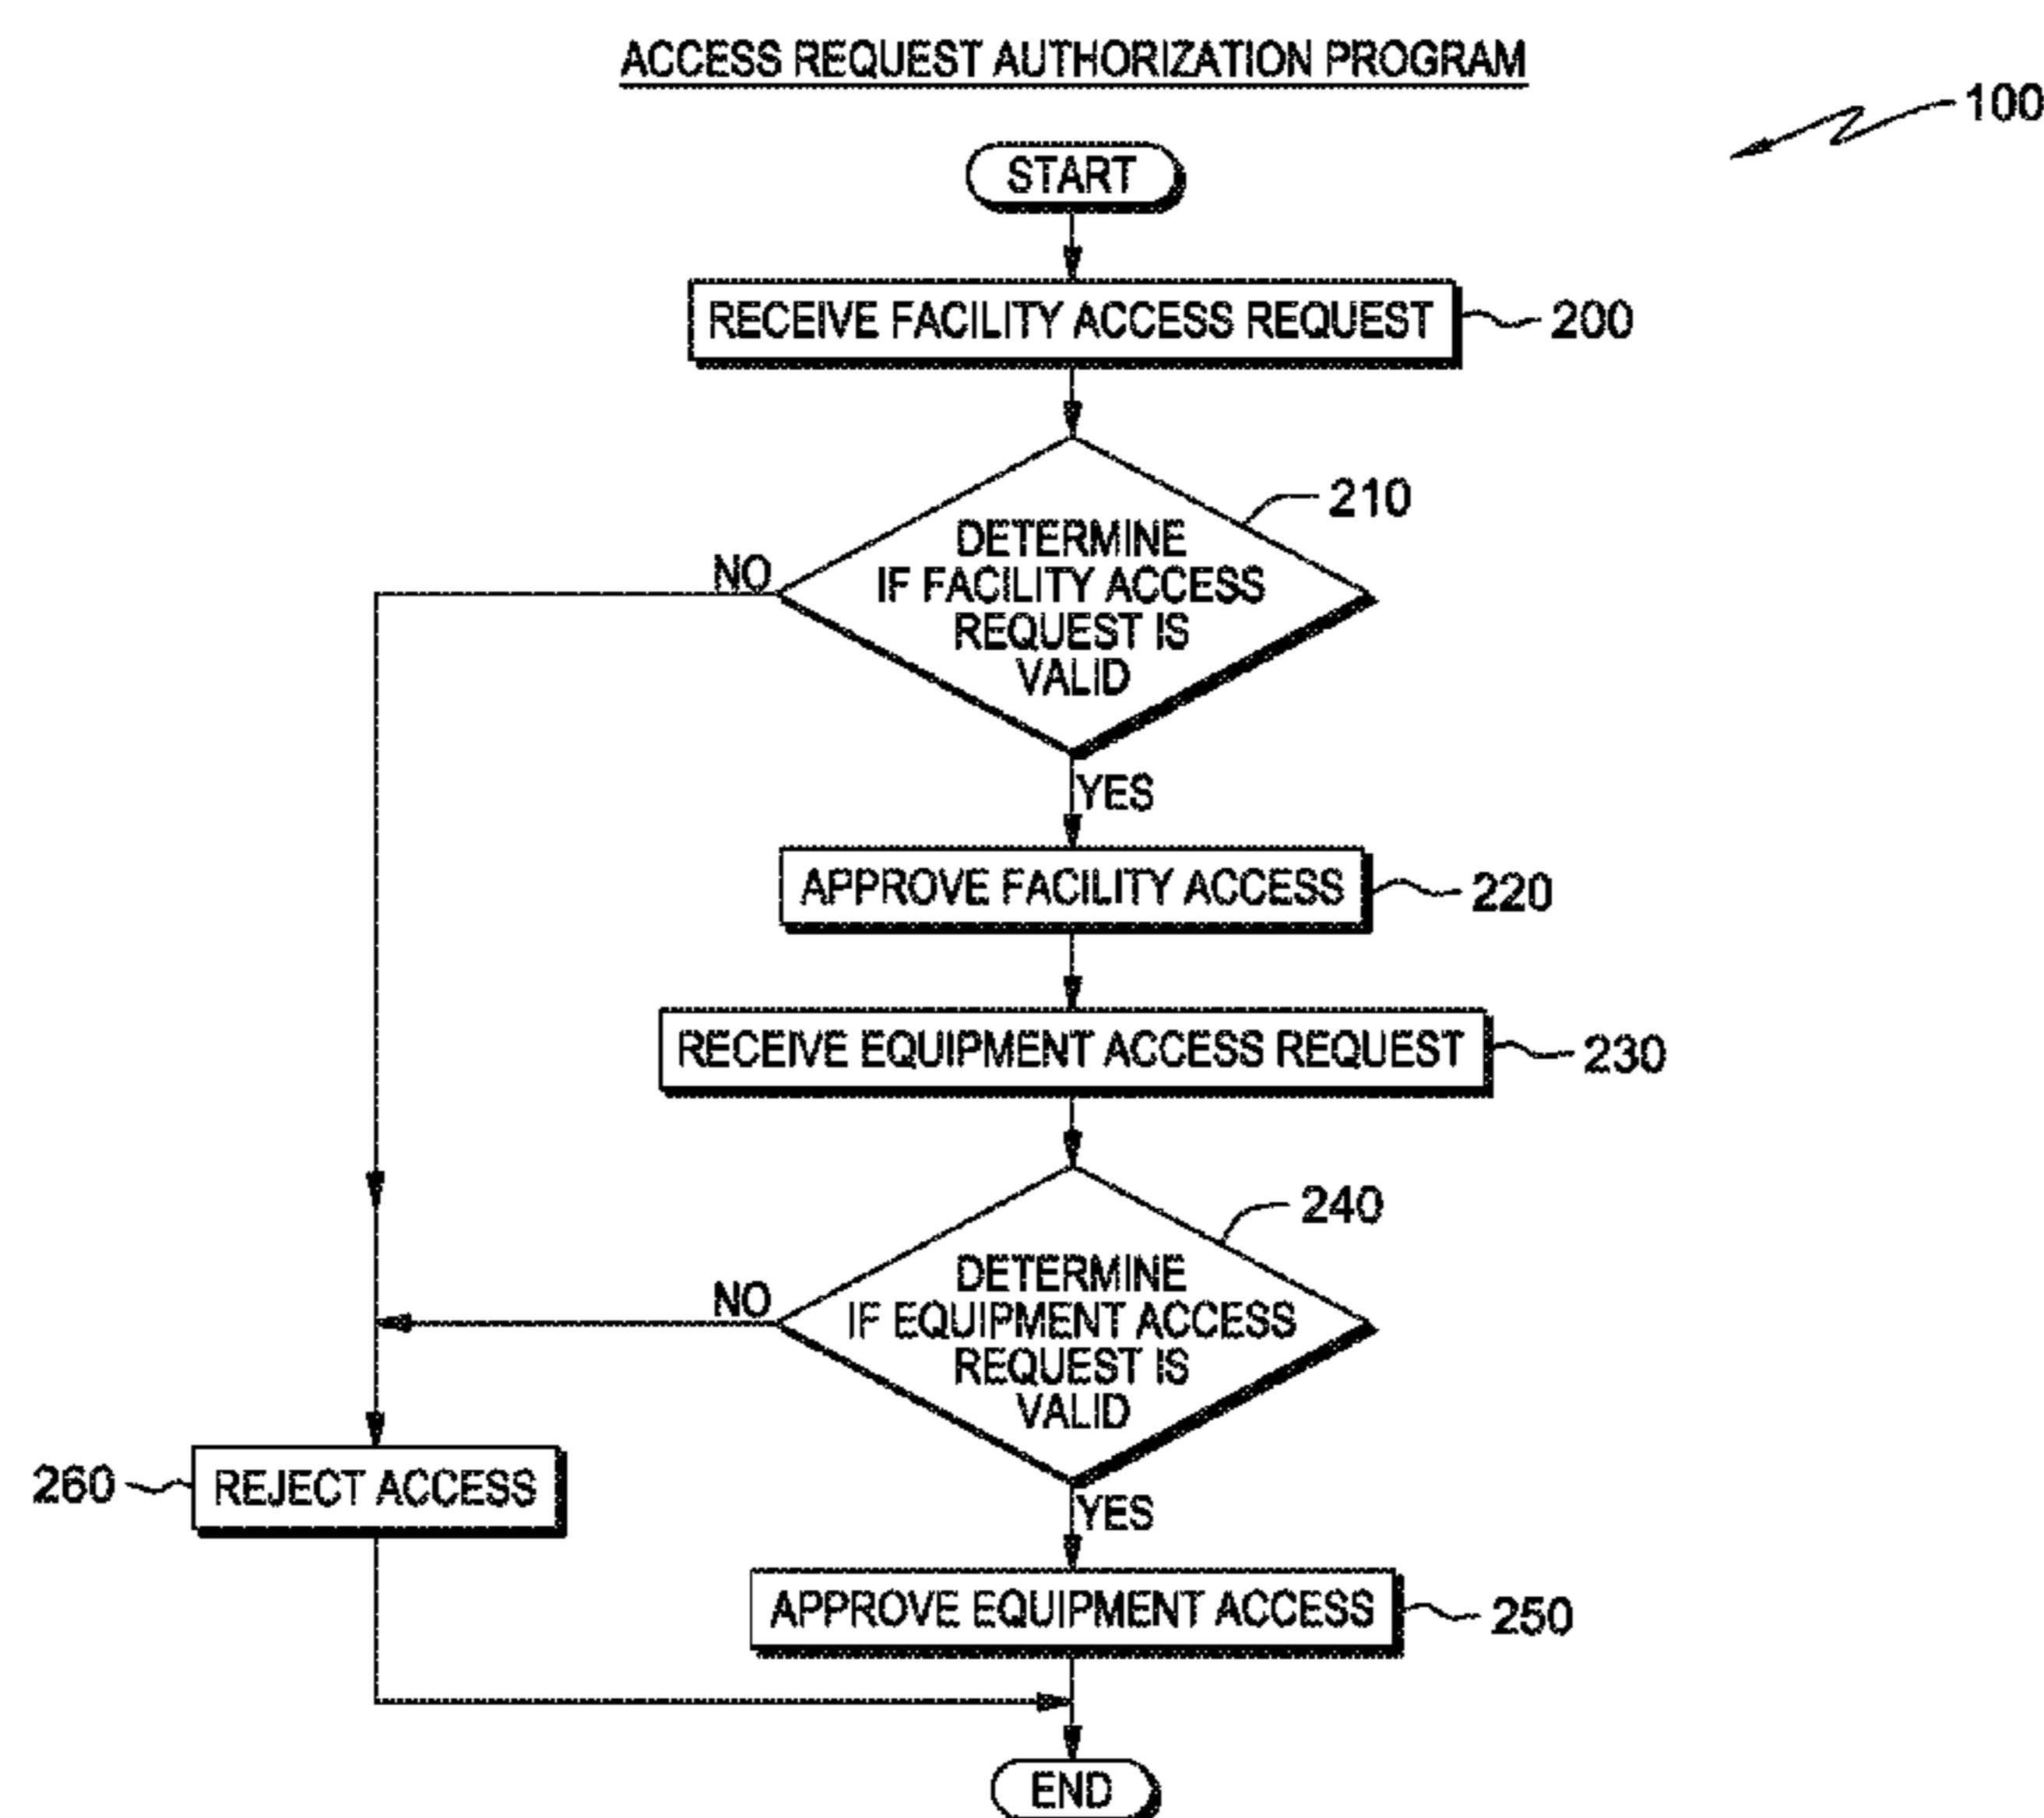 ACCESS REQUEST AUTHORIZATION PROGRAM
100
START
RECEIVE FACILITY ACCESS REQUEST
200
210
DETERMINE
IF FACILITY ACCESS
REQUEST IS
VALID
NO
YES
APPROVE FACILITY ACCESS
220
RECEIVE EQUIPMENT ACCESS REQUEST
230
240
DETERMINE
IF EQUIPMENT ACCESS
REQUEST IS
VALID
NO
260
REJECT ACCESS
YES
APPROVE EQUIPMENT ACCESS
250
END